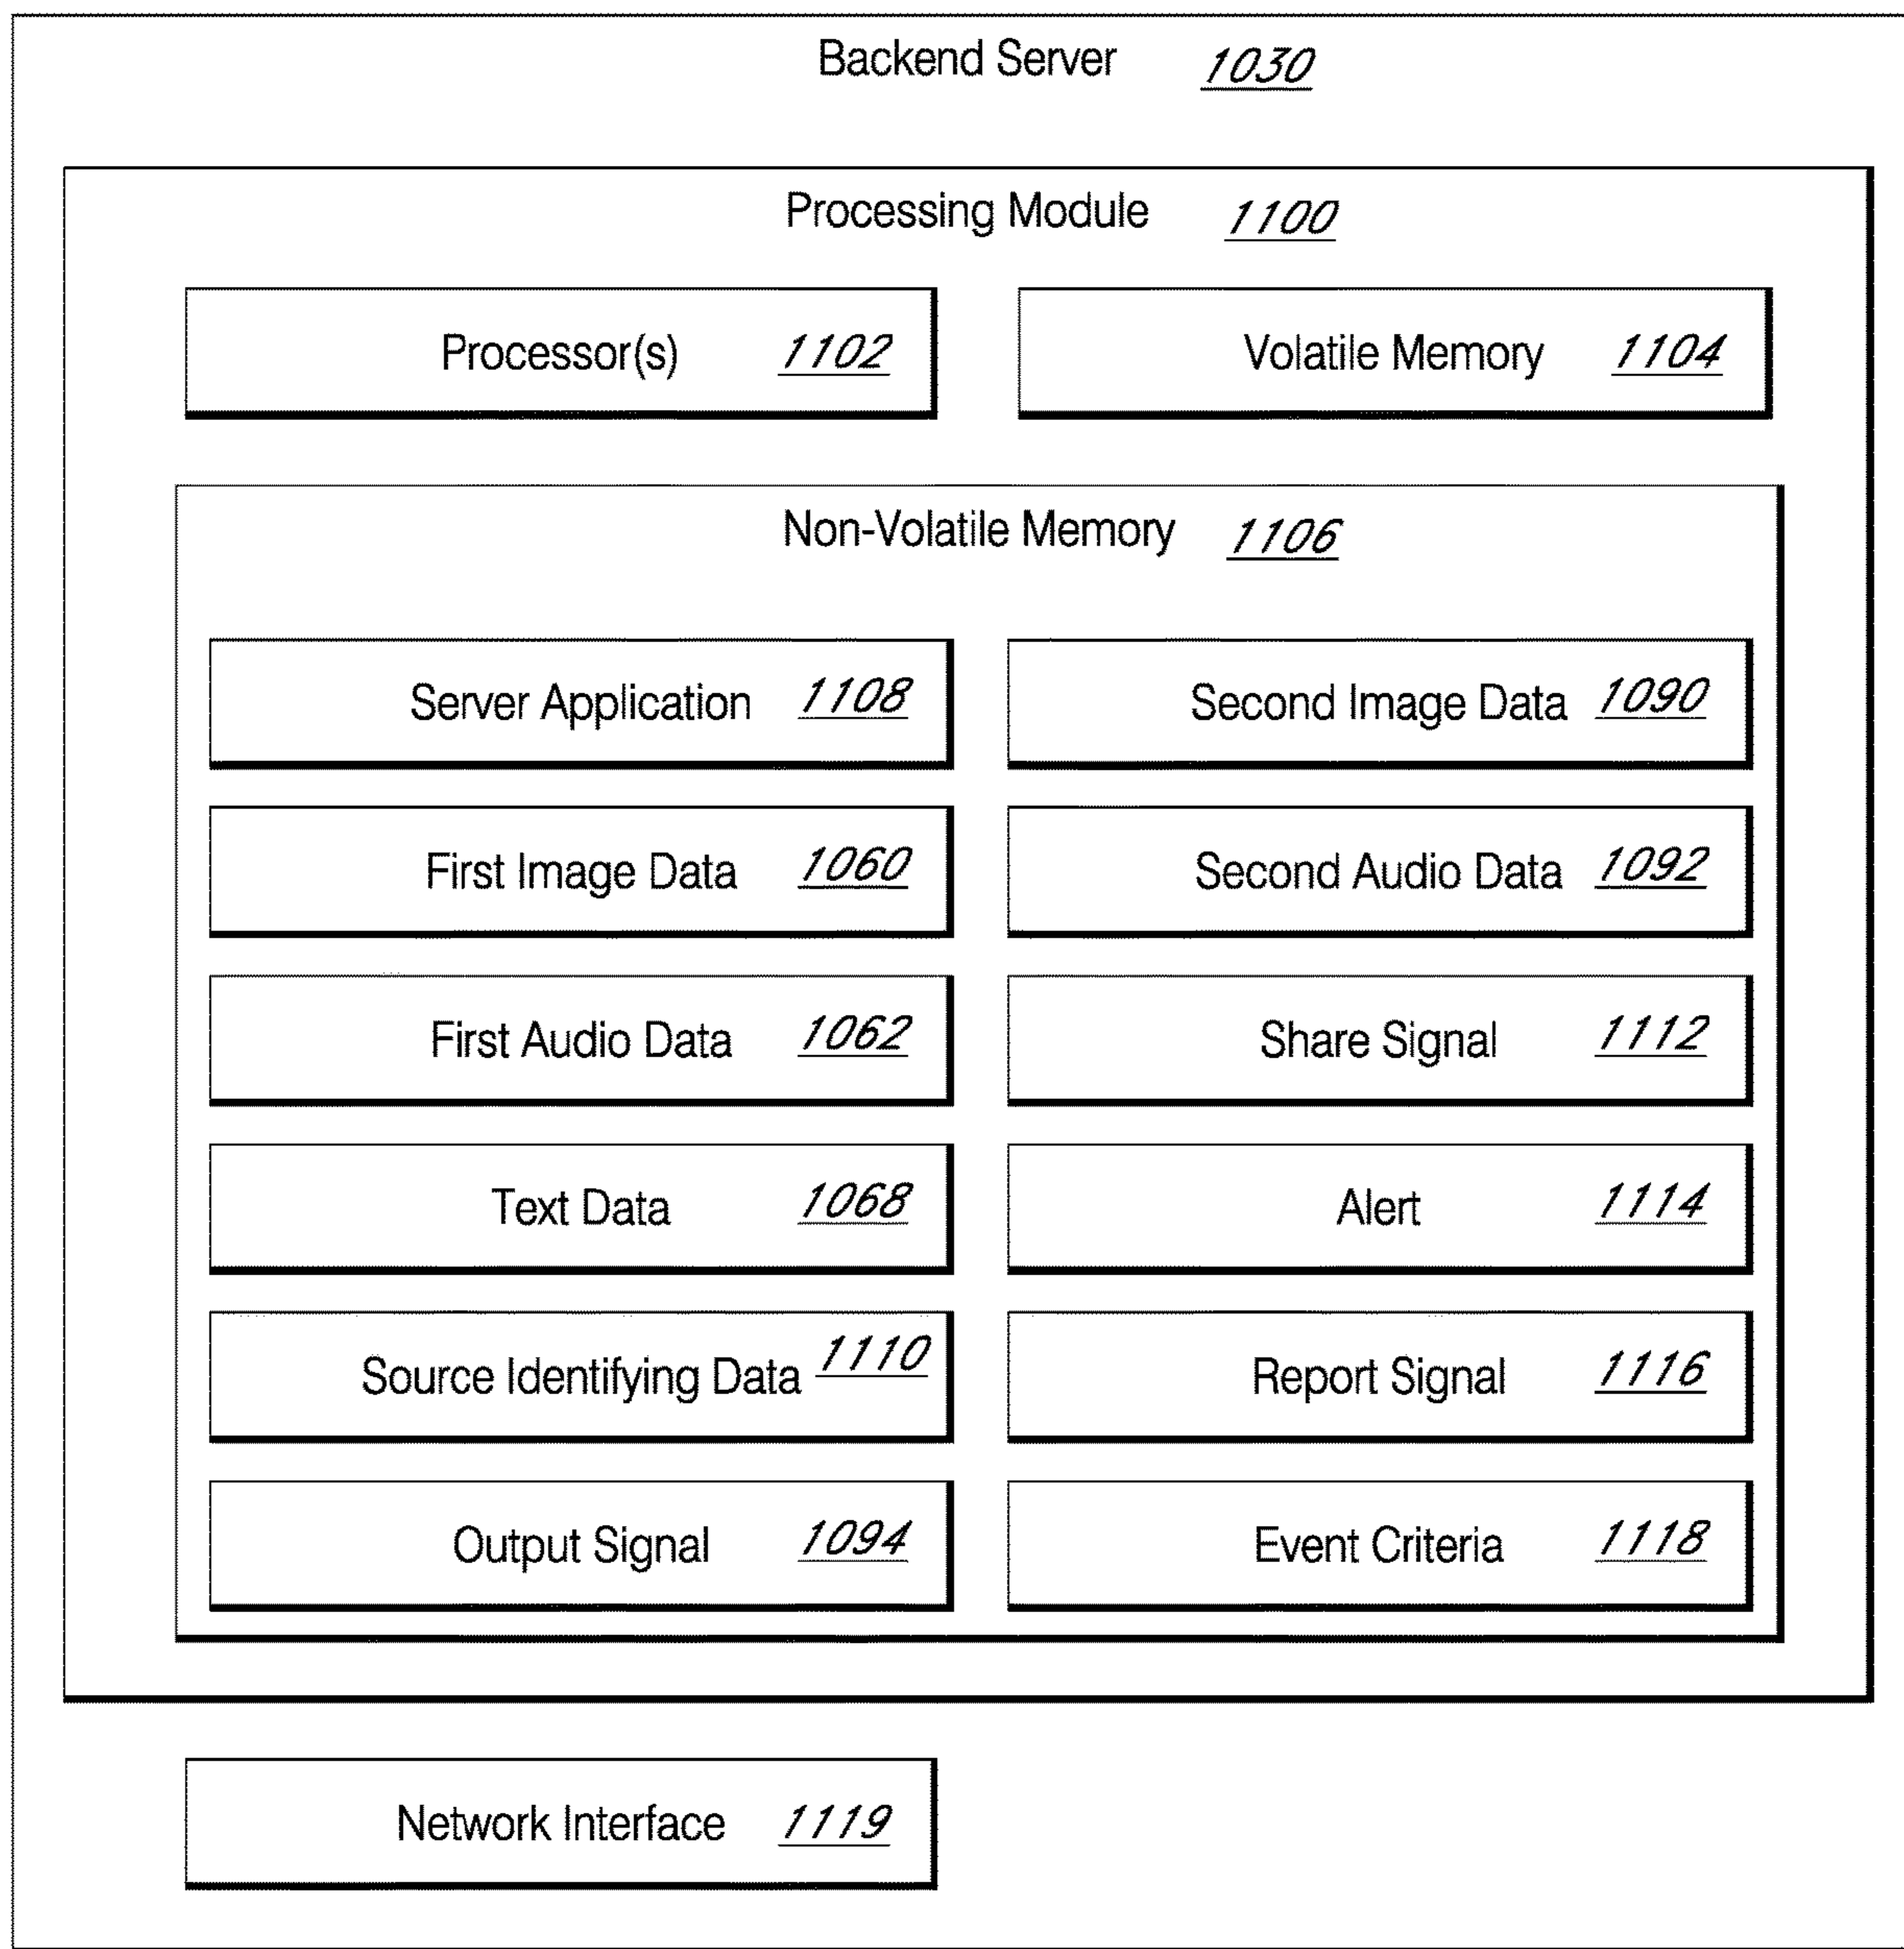 Backend Server 1030
Processing Module 1100
Processor(s) 1102
Volatile Memory 1104
Non-Volatile Memory 1106
Server Application 1108
Second Image Data 1090
First Image Data 1060
Second Audio Data 1092
First Audio Data 1062
Share Signal 1112
Text Data 1068
Alert 1114
Source Identifying Data 1110
Report Signal 1116
Output Signal 1094
Event Criteria 1118
Network Interface 1119